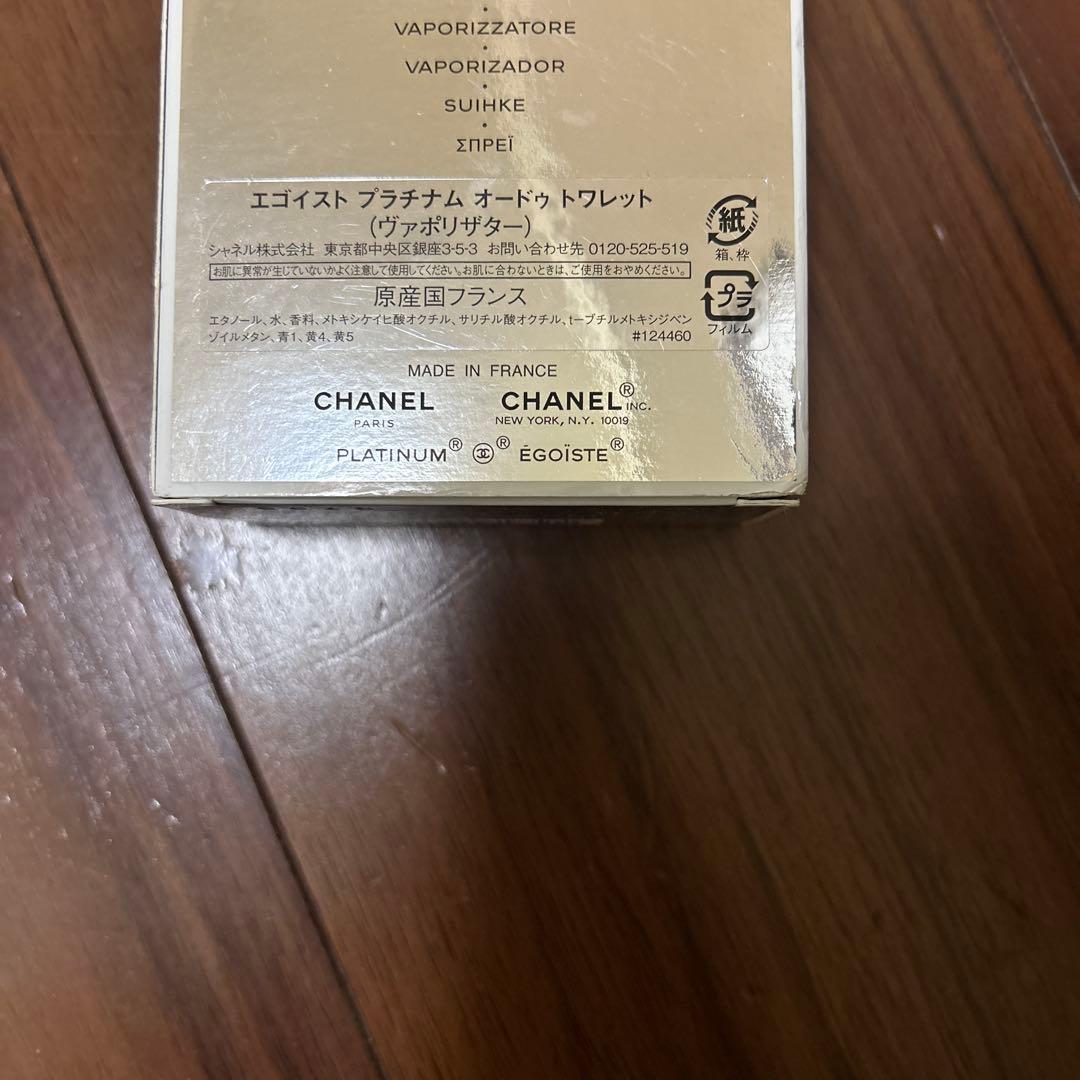 VAPORIZZATORE
VAPORIZADOR
SUIHKE
ΣΠΡΕΪ
エゴイスト プラチナム オードゥ トワレット
(ヴァポリザター)
シャネル株式会社 東京都中央区銀座3-5-3 お問い合わせ先 0120-525-519
お肌に異常が生じていないかよく注意して使用してください。お肌に合わないときは、ご使用をおやめください。
原産国フランス
エタノール、水、香料、メトキシケイヒ酸オクチル、サリチル酸オクチル、t-ブチルメトキシジベン
ゾイルメタン、青1、黄4、黄5 #124460
紙
箱、枠
プラ
フィルム
MADE IN FRANCE
CHANEL CHANEL® INC.
PARIS NEW YORK, N.Y. 10019
PLATINUM® ® ÉGOÏSTE®